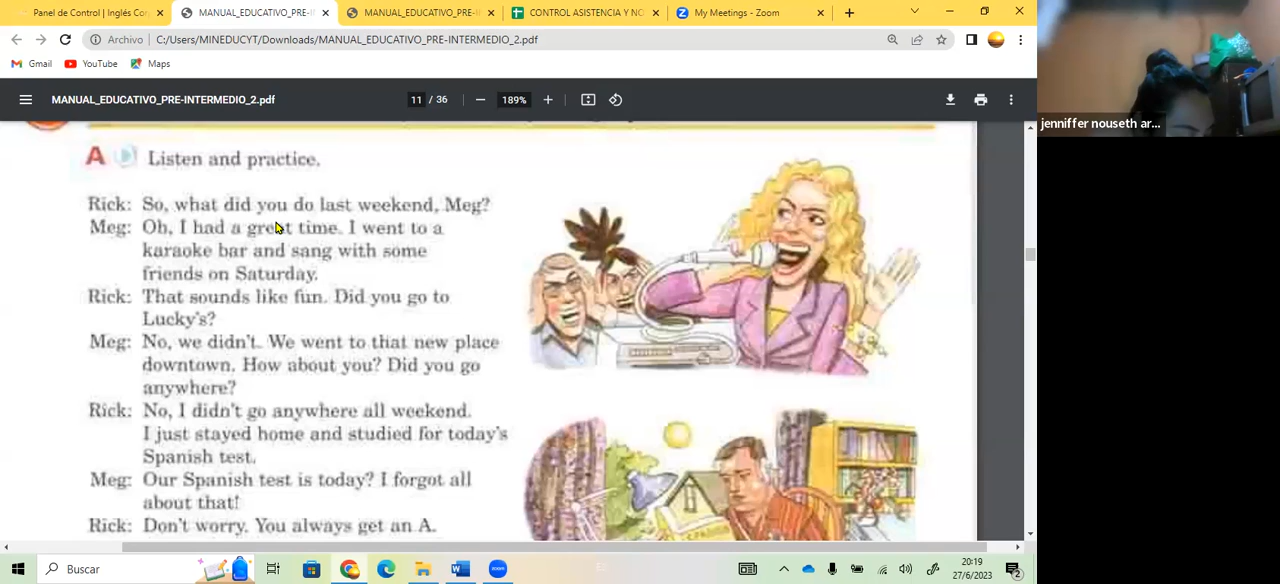 Panel de Control | Inglés Cor
MANUAL_EDUCATIVO_PRE-I
MANUAL_EDUCATIVO_PRE-I
CONTROL ASISTENCIA Y NO
My Meetings - Zoom
Archivo
C:/Users/MINEDUCYT/Downloads/MANUAL_EDUCATIVO_PRE-INTERMEDIO_2.pdf
Gmail
YouTube
Maps
MANUAL_EDUCATIVO_PRE-INTERMEDIO_2.pdf
11 / 36
189%
jenniffer nouseth ar...
A Listen and practice.
Rick: So, what did you do last weekend, Meg?
Meg: Oh, I had a great time. I went to a
karaoke bar and sang with some
friends on Saturday.
Rick: That sounds like fun. Did you go to
Lucky's?
Meg: No, we didn't. We went to that new place
downtown. How about you? Did you go
anywhere?
Rick: No, I didn't go anywhere all weekend.
I just stayed home and studied for today's
Spanish test.
Meg: Our Spanish test is today? I forgot all
about that!
Rick: Don't worry. You always get an A.
Buscar
20:19
27/6/2023
2